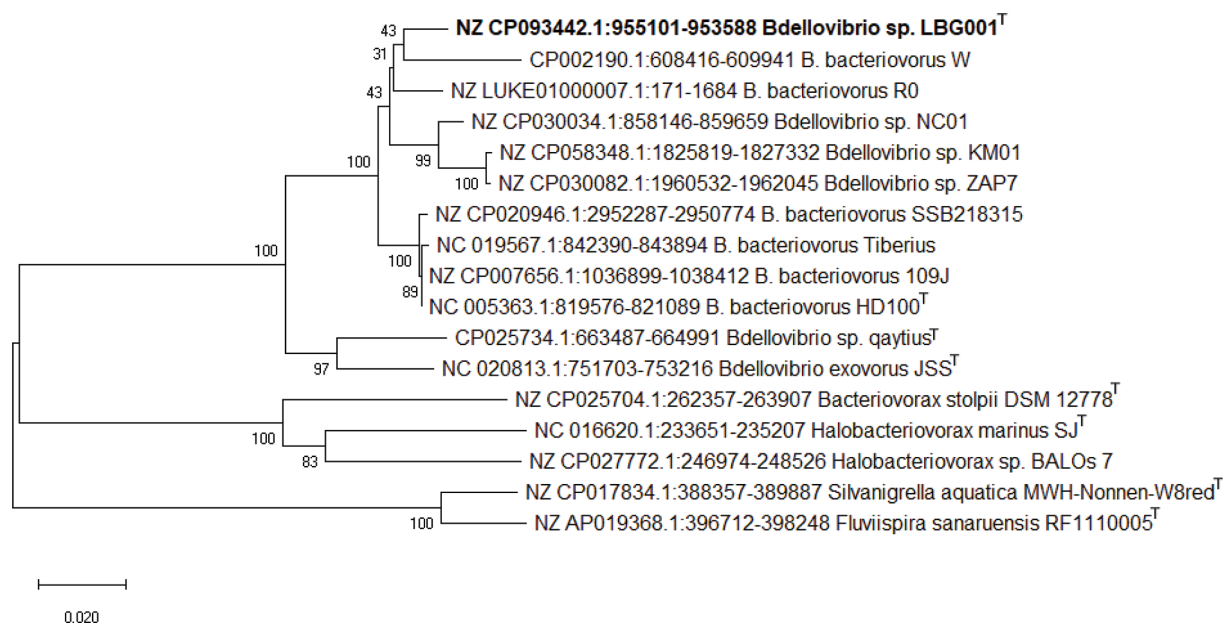 43
NZ CP093442.1:955101-953588 Bdellovibrio sp. LBG001T
31
CP002190.1:608416-609941 B. bacteriovorus W
43
NZ LUKE01000007.1:171-1684 B. bacteriovorus R0
NZ CP030034.1:858146-859659 Bdellovibrio sp. NC01
100
99
NZ CP058348.1:1825819-1827332 Bdellovibrio sp. KM01
100
NZ CP030082.1:1960532-1962045 Bdellovibrio sp. ZAP7
NZ CP020946.1:2952287-2950774 B. bacteriovorus SSB218315
100
NC 019567.1:842390-843894 B. bacteriovorus Tiberius
100
NZ CP007656.1:1036899-1038412 B. bacteriovorus 109J
89
NC 005363.1:819576-821089 B. bacteriovorus HD100T
CP025734.1:663487-664991 Bdellovibrio sp. qaytiusT
97
NC 020813.1:751703-753216 Bdellovibrio exovorus JSST
NZ CP025704.1:262357-263907 Bacteriovorax stolpii DSM 12778T
100
NC 016620.1:233651-235207 Halobacteriovorax marinus SJT
83
NZ CP027772.1:246974-248526 Halobacteriovorax sp. BALOs 7
NZ CP017834.1:388357-389887 Silvanigrella aquatica MWH-Nonnen-W8redT
100
NZ AP019368.1:396712-398248 Fluviispira sanaruensis RF1110005T
0.020